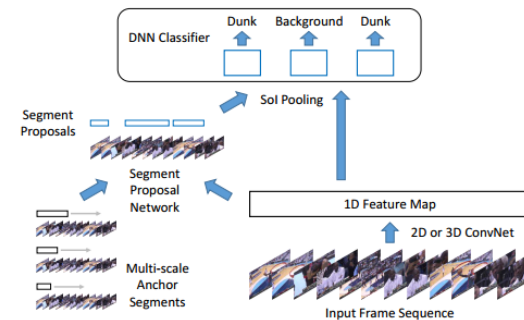 Dunk Background Dunk
DNN Classifier
SoI Pooling
Segment
Proposals
Segment
Proposal
Network
1D Feature Map
2D or 3D ConvNet
Multi-scale
Anchor
Segments
Input Frame Sequence